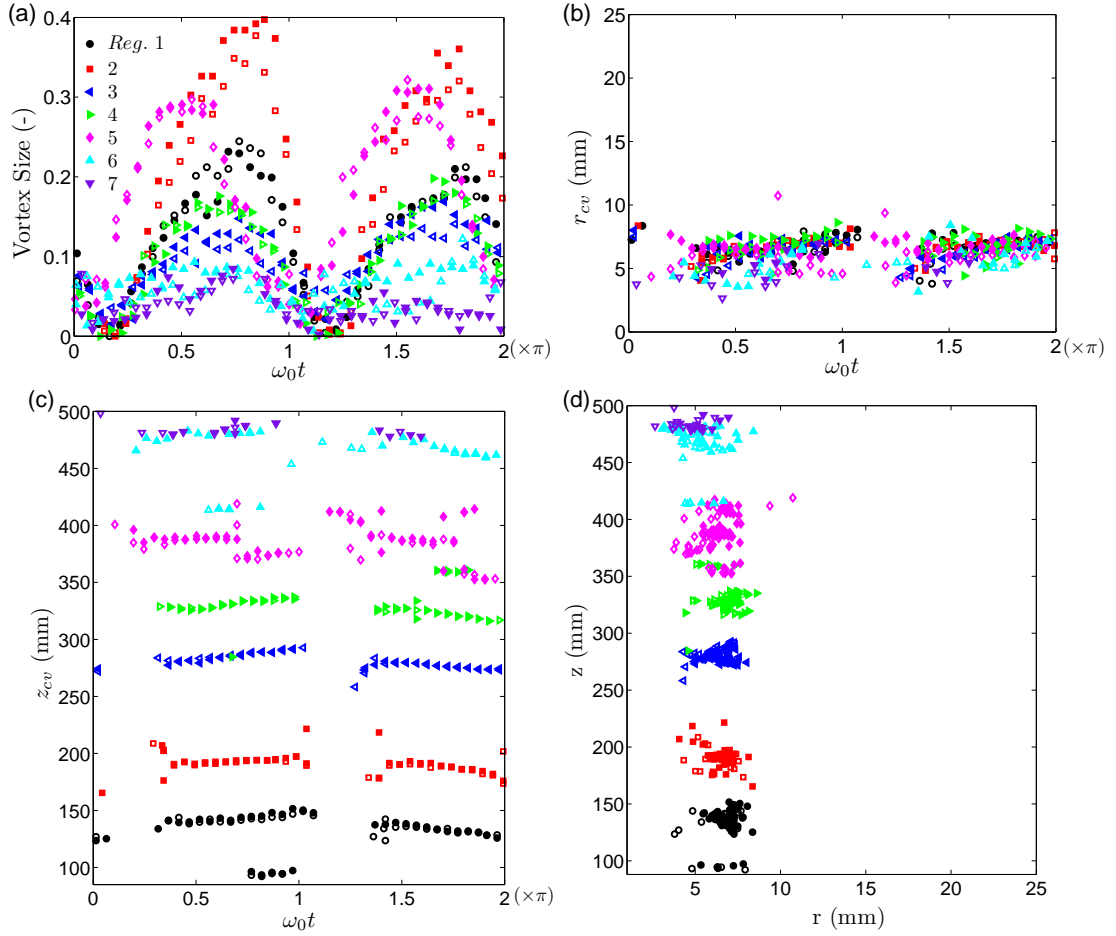 (a)
Vortex Size (-)
0.4
0.3
0.2
0.1
0
Reg. 1
2
3
4
5
6
7
0 0.5 1 1.5 2 (×π)
ω₀t
(b)
r_cv (mm)
25
20
15
10
5
0
0 0.5 1 1.5 2 (×π)
ω₀t
(c)
z_cv (mm)
500
450
400
350
300
250
200
150
100
0 0.5 1 1.5 2 (×π)
ω₀t
(d)
z (mm)
500
450
400
350
300
250
200
150
100
5 10 15 20 25
r (mm)